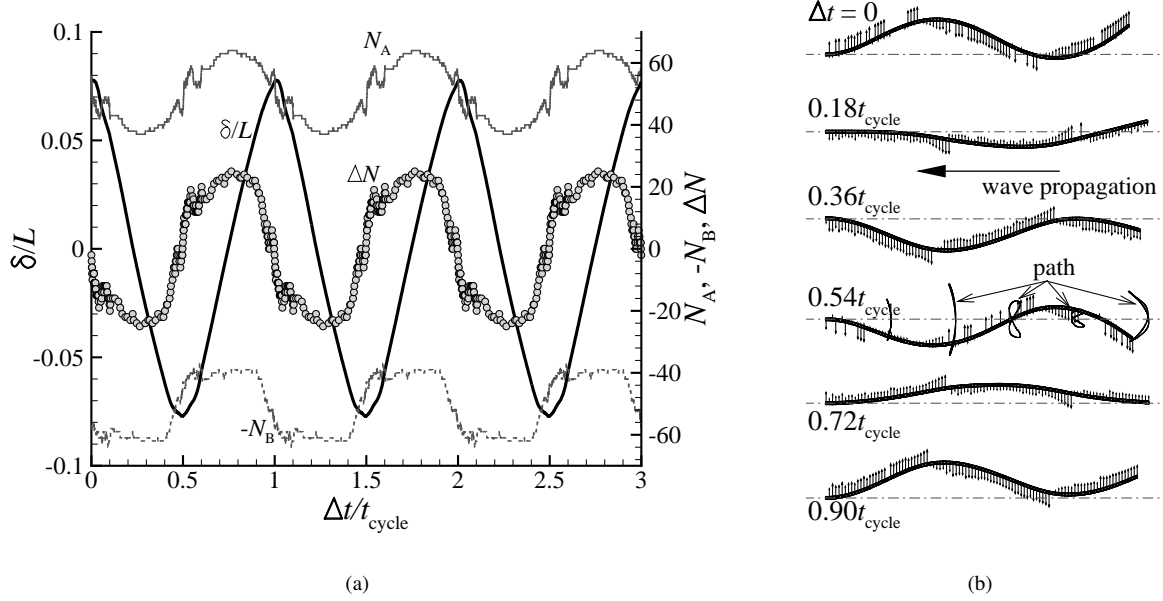 0.1
0.05
0
-0.05
-0.1
δ/L
N_A
δ/L
ΔN
-N_B
60
40
20
0
-20
-40
-60
N_A, -N_B, ΔN
0 0.5 1 1.5 2 2.5 3
Δt/t_cycle
(a)
Δt = 0
0.18t_cycle
wave propagation
0.36t_cycle
path
0.54t_cycle
0.72t_cycle
0.90t_cycle
(b)